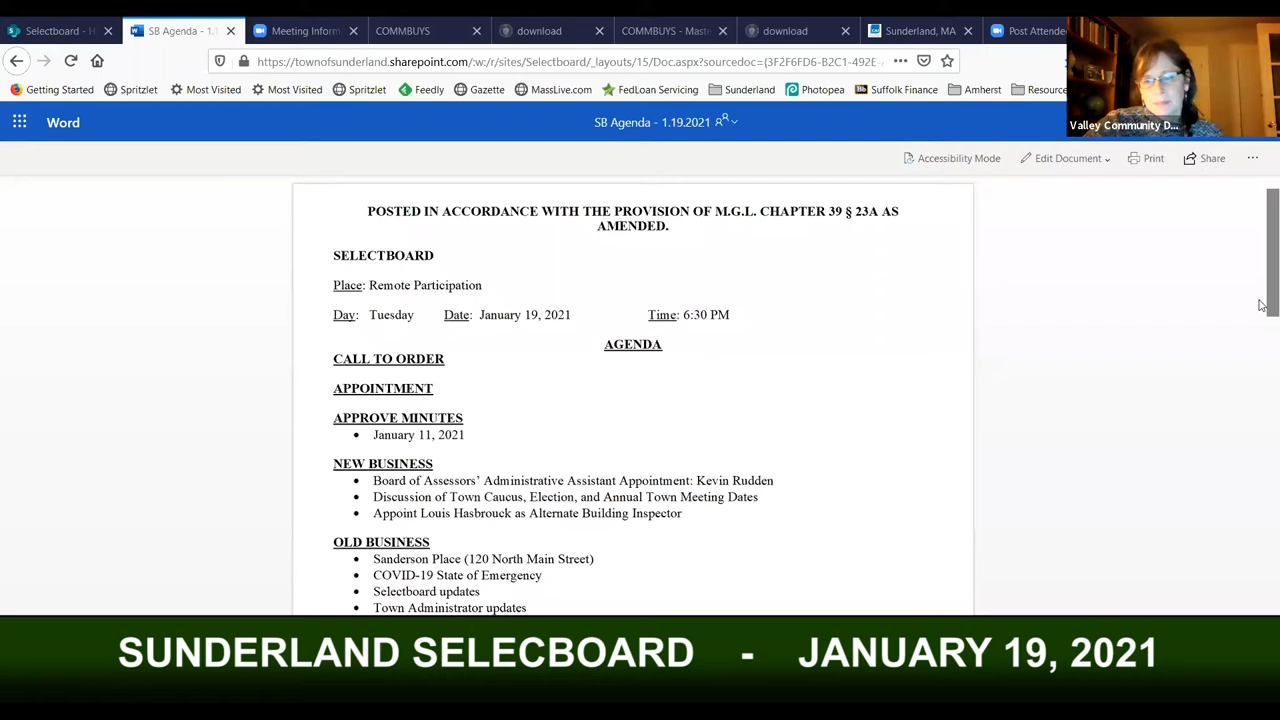 Selectboard - H
SB Agenda - 1.1
Meeting Inform
COMMBUYS
download
COMMBUYS - Maste
download
Sunderland, MA
Post Attende
https://townofsunderland.sharepoint.com/:w:/r/sites/Selectboard/_layouts/15/Doc.aspx?sourcedoc={3F2F6FD6-B2C1-492E-
Getting Started
Spritzlet
Most Visited
Most Visited
Spritzlet
Feedly
Gazette
MassLive.com
FedLoan Servicing
Sunderland
Photopea
Suffolk Finance
Amherst
Resourc
Valley Community D...
Word
SB Agenda - 1.19.2021
Accessibility Mode
Edit Document
Print
Share
POSTED IN ACCORDANCE WITH THE PROVISION OF M.G.L. CHAPTER 39 § 23A AS
AMENDED.
SELECTBOARD
Place: Remote Participation
Day: Tuesday Date: January 19, 2021 Time: 6:30 PM
AGENDA
CALL TO ORDER
APPOINTMENT
APPROVE MINUTES
• January 11, 2021
NEW BUSINESS
• Board of Assessors' Administrative Assistant Appointment: Kevin Rudden
• Discussion of Town Caucus, Election, and Annual Town Meeting Dates
• Appoint Louis Hasbrouck as Alternate Building Inspector
OLD BUSINESS
• Sanderson Place (120 North Main Street)
• COVID-19 State of Emergency
• Selectboard updates
• Town Administrator updates
SUNDERLAND SELECBOARD - JANUARY 19, 2021